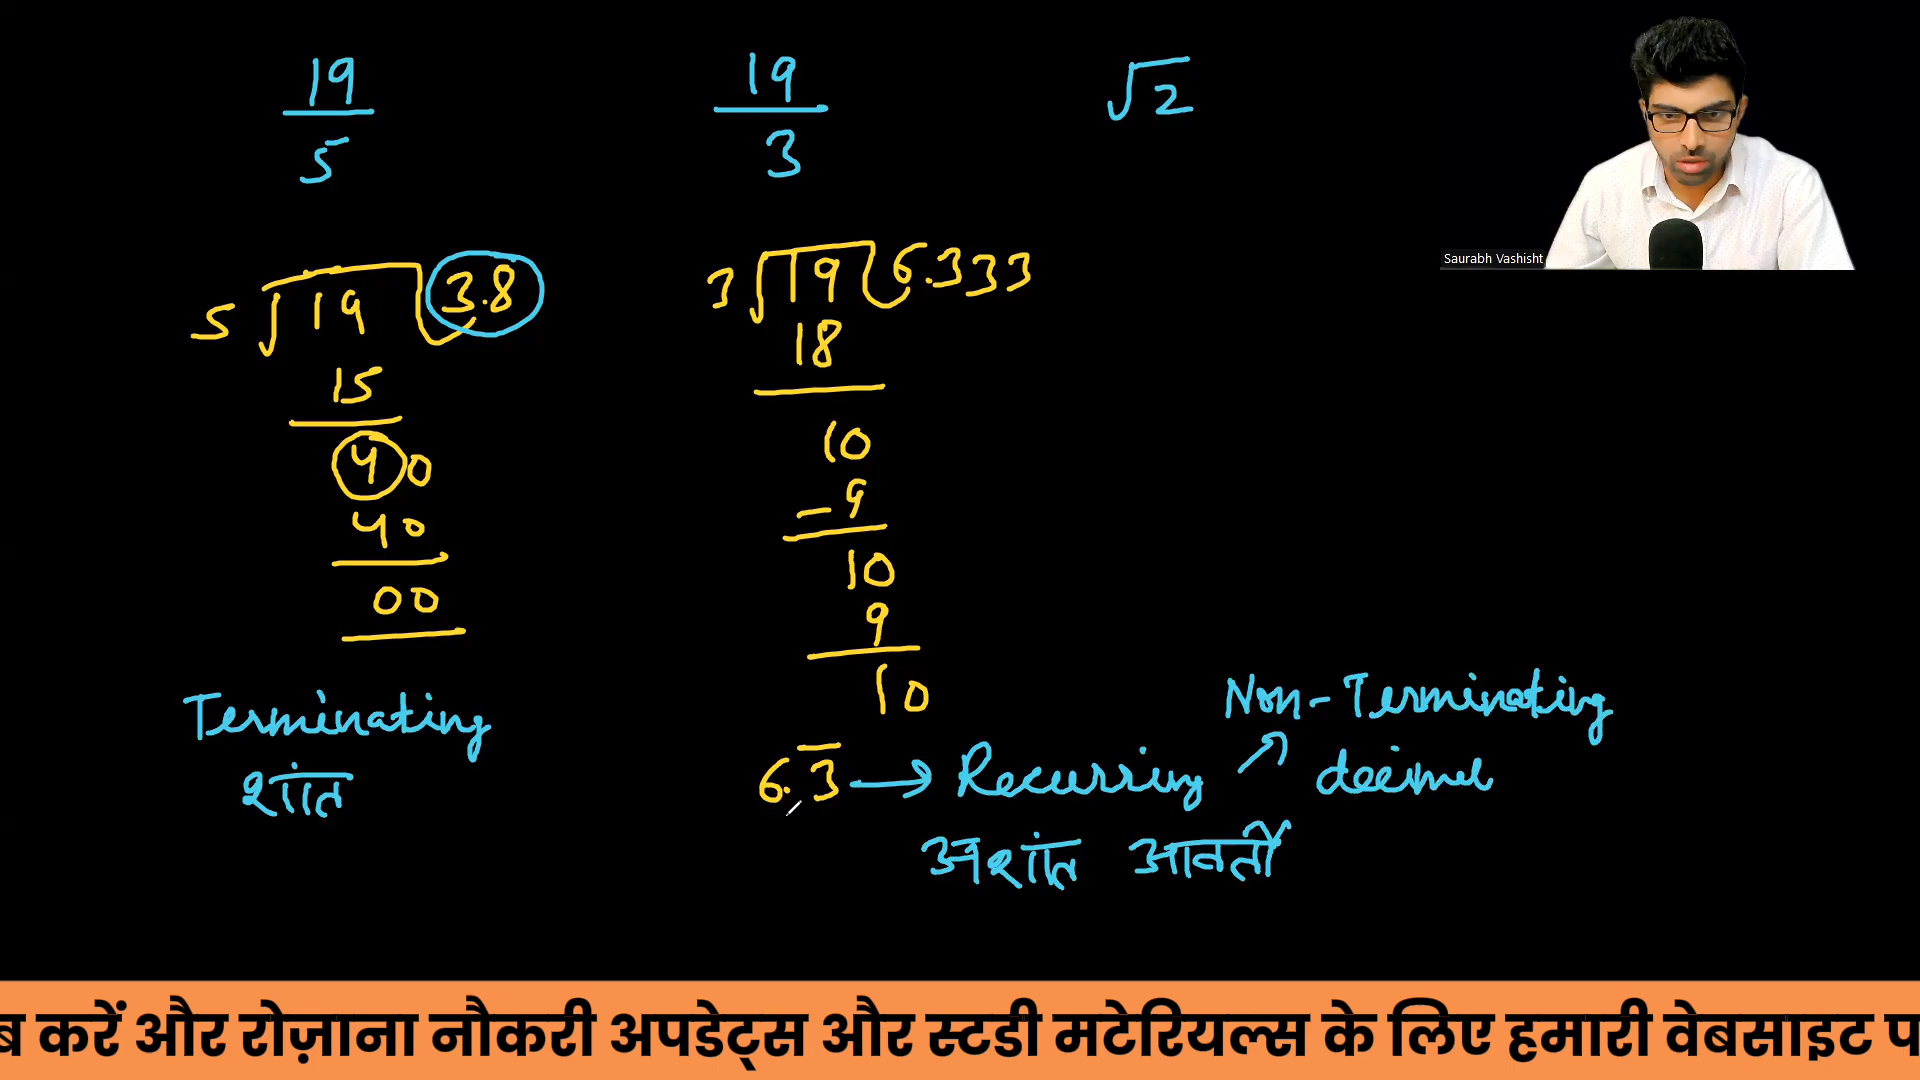 19
5
19
3
√2
5 √19 3.8
15
40
40
00
3 √19 6.333
18
10
- 9
10
9
10
Terminating
शांत
6.3̅ → Recurring ↗ Non-Terminating
decimal
अशांत आवर्ती
Saurabh Vashisht
करें और रोज़ाना नौकरी अपडेट्स और स्टडी मटेरियल्स के लिए हमारी वेबसाइट